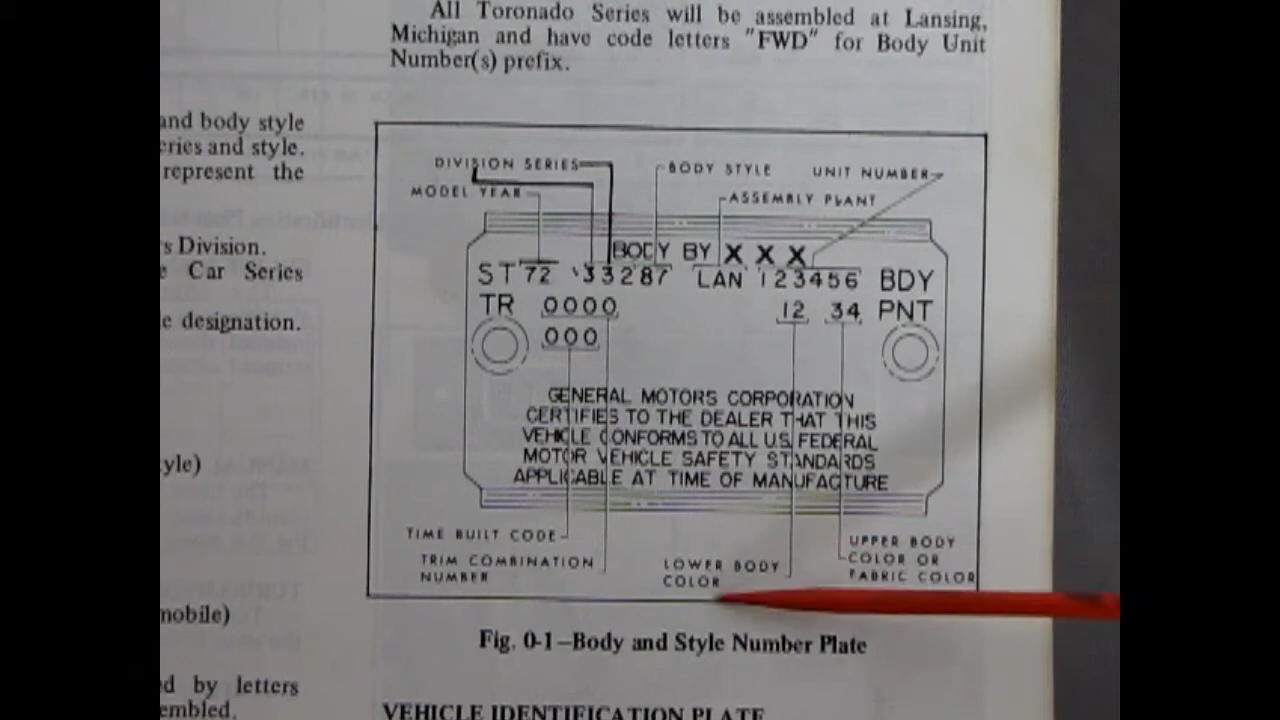 All Toronado Series will be assembled at Lansing,
Michigan and have code letters "FWD" for Body Unit
Number(s) prefix.
and body style
eries and style.
represent the
s Division.
e Car Series
e designation.
yle)
mobile)
d by letters
embled.
DIVISION SERIES
BODY STYLE
UNIT NUMBER
MODEL YEAR
ASSEMBLY PLANT
BODY BY X X X
ST 72 33287 LAN 123456 BDY
TR 0000 12 34 PNT
000
GENERAL MOTORS CORPORATION
CERTIFIES TO THE DEALER THAT THIS
VEHICLE CONFORMS TO ALL U.S. FEDERAL
MOTOR VEHICLE SAFETY STANDARDS
APPLICABLE AT TIME OF MANUFACTURE
TIME BUILT CODE
TRIM COMBINATION
NUMBER
LOWER BODY
COLOR
UPPER BODY
COLOR OR
FABRIC COLOR
Fig. 0-1—Body and Style Number Plate
VEHICLE IDENTIFICATION PLATE